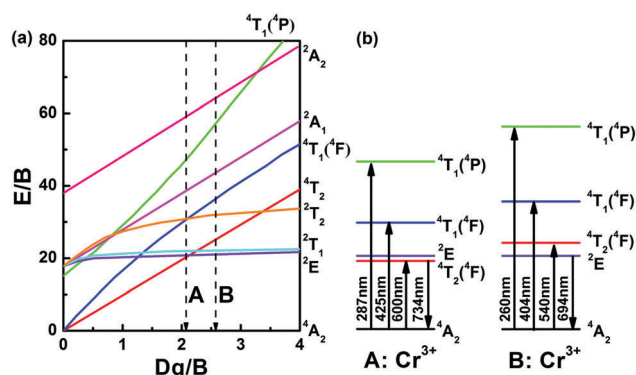 (a)
⁴T₁(⁴P)
²A₂
²A₁
⁴T₁(⁴F)
⁴T₂
²T₂
²T₁
²E
⁴A₂
E/B
80
60
40
20
0
A
B
0
1
2
3
4
Dq/B
(b)
⁴T₁(⁴P)
⁴T₁(⁴F)
²E
⁴T₂(⁴F)
287nm
425nm
600nm
734nm
⁴A₂
A: Cr³⁺
⁴T₁(⁴P)
⁴T₁(⁴F)
⁴T₂(⁴F)
²E
260nm
404nm
540nm
694nm
⁴A₂
B: Cr³⁺